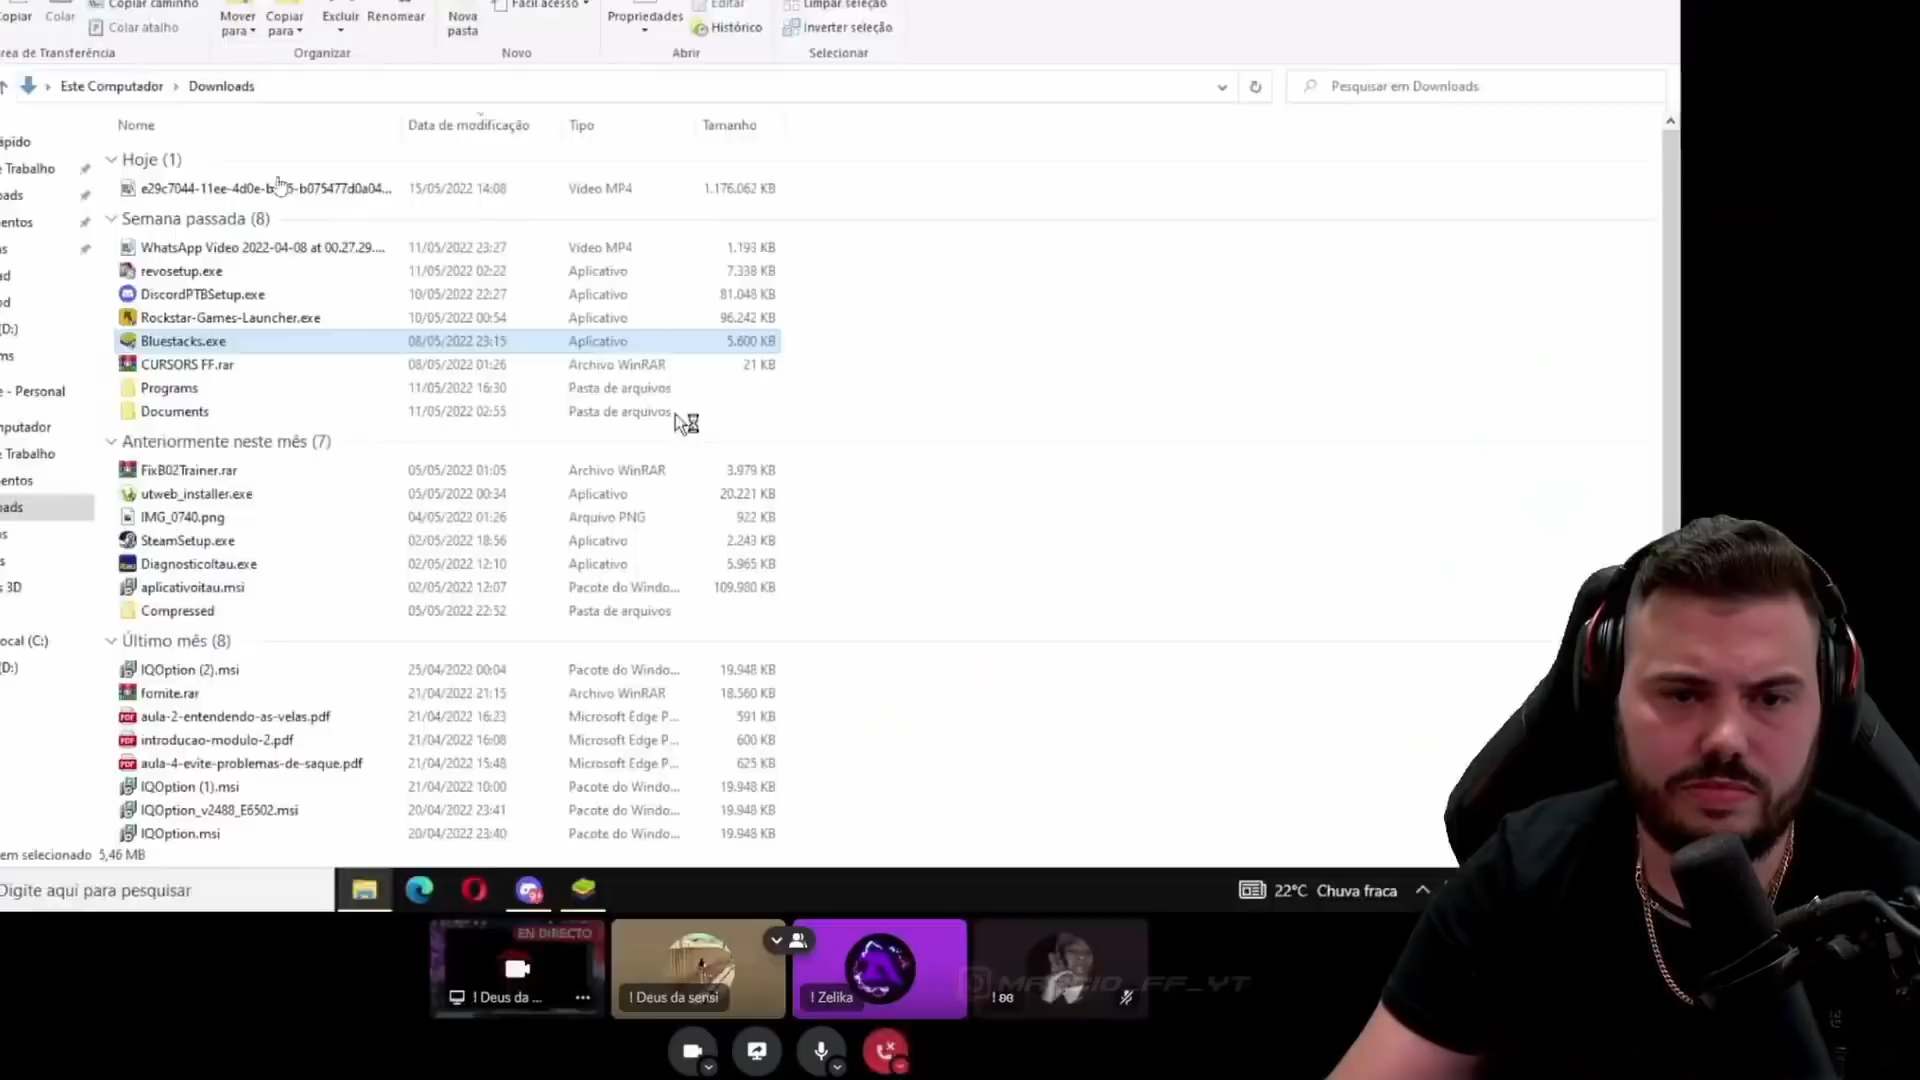 Copiar caminho
Fácil acesso
Editar
Limpar seleção
opiar
Colar
Colar atalho
Mover para
Copiar para
Excluir
Renomear
Nova pasta
Propriedades
Histórico
Inverter seleção
rea de Transferência
Organizar
Novo
Abrir
Selecionar
Este Computador > Downloads
Pesquisar em Downloads
Nome Data de modificação Tipo Tamanho
Hoje (1)
15/05/2022 14:08 Vídeo MP4 1.176.062 KB
Semana passada (8)
WhatsApp Video 2022-04-08 at 00.27.29.... 11/05/2022 23:27 Vídeo MP4 1.193 KB
revosetup.exe 11/05/2022 02:22 Aplicativo 7.338 KB
DiscordPTBSetup.exe 10/05/2022 22:27 Aplicativo 81.048 KB
Rockstar-Games-Launcher.exe 10/05/2022 00:54 Aplicativo 96.242 KB
Bluestacks.exe 08/05/2022 23:15 Aplicativo 5.600 KB
CURSORS FF.rar 08/05/2022 01:26 Archivo WinRAR 21 KB
Programs 11/05/2022 16:30 Pasta de arquivos
Documents 11/05/2022 02:55 Pasta de arquivos
Anteriormente neste mês (7)
FixB02Trainer.rar 05/05/2022 01:05 Archivo WinRAR 3.979 KB
utweb_installer.exe 05/05/2022 00:34 Aplicativo 20.221 KB
IMG_0740.png 04/05/2022 01:26 Arquivo PNG 922 KB
SteamSetup.exe 02/05/2022 18:56 Aplicativo 2.243 KB
DiagnosticoItau.exe 02/05/2022 12:10 Aplicativo 5.965 KB
aplicativoitau.msi 02/05/2022 12:07 Pacote do Windo... 109.980 KB
Compressed 05/05/2022 22:52 Pasta de arquivos
Último mês (8)
IQOption (2).msi 25/04/2022 00:04 Pacote do Windo... 19.948 KB
fornite.rar 21/04/2022 21:15 Archivo WinRAR 18.560 KB
aula-2-entendendo-as-velas.pdf 21/04/2022 16:23 Microsoft Edge P... 591 KB
introducao-modulo-2.pdf 21/04/2022 16:08 Microsoft Edge P... 600 KB
aula-4-evite-problemas-de-saque.pdf 21/04/2022 15:48 Microsoft Edge P... 625 KB
IQOption (1).msi 21/04/2022 10:00 Pacote do Windo... 19.948 KB
IQOption_v2488_E6502.msi 20/04/2022 23:41 Pacote do Windo... 19.948 KB
IQOption.msi 20/04/2022 23:40 Pacote do Windo... 19.948 KB
ápido
Trabalho
oads
entos
s
ad
od
(D:)
ms
e - Personal
mputador
Trabalho
entos
oads
s
s
s 3D
ocal (C:)
(D:)
em selecionado 5,46 MB
Digite aqui para pesquisar
22°C Chuva fraca
EN DIRECTO
! Deus da ...
! Deus da sensi
! Zelika